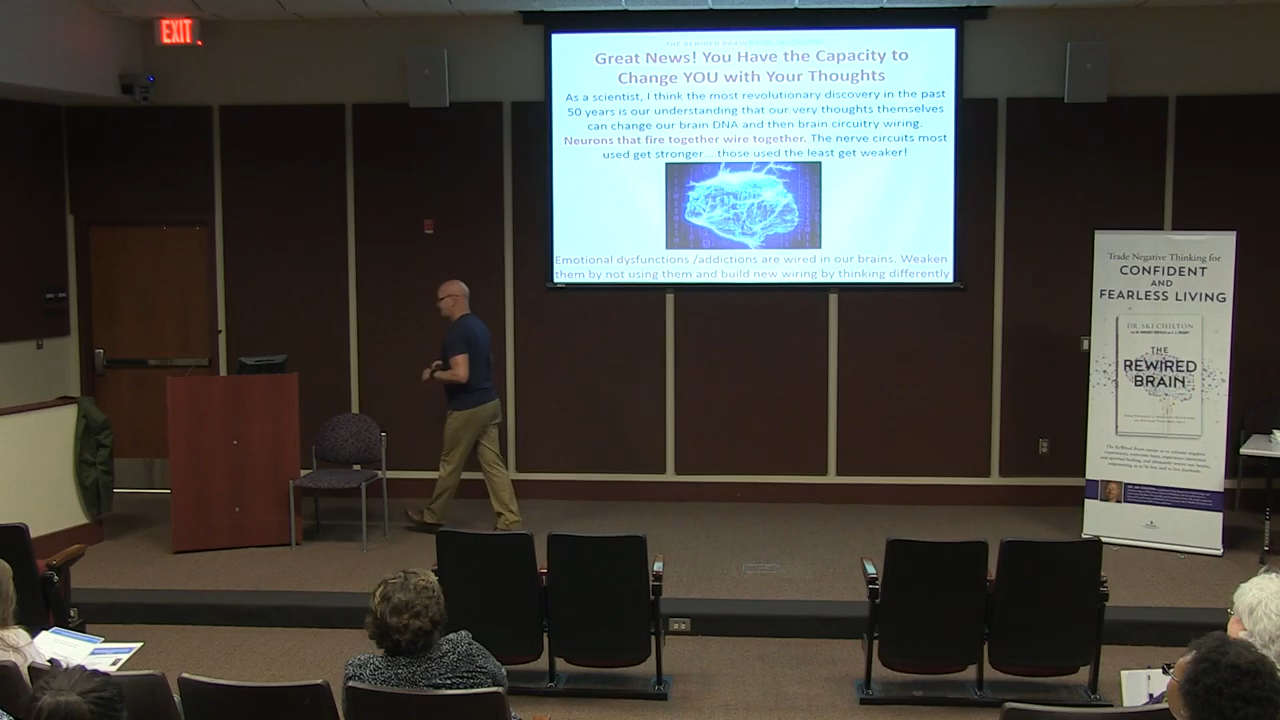 EXIT
THE REWIRED BRAIN
Great News! You Have the Capacity to
Change YOU with Your Thoughts
As a scientist, I think the most revolutionary discovery in the past
50 years is our understanding that our very thoughts themselves
can change our brain DNA and then brain circuitry wiring.
Neurons that fire together wire together. The nerve circuits most
used get stronger....those used the least get weaker!
Emotional dysfunctions /addictions are wired in our brains. Weaken
them by not using them and build new wiring by thinking differently
Trade Negative Thinking for
CONFIDENT
AND
FEARLESS LIVING
DR. SKI CHILTON
THE
REWIRED
BRAIN